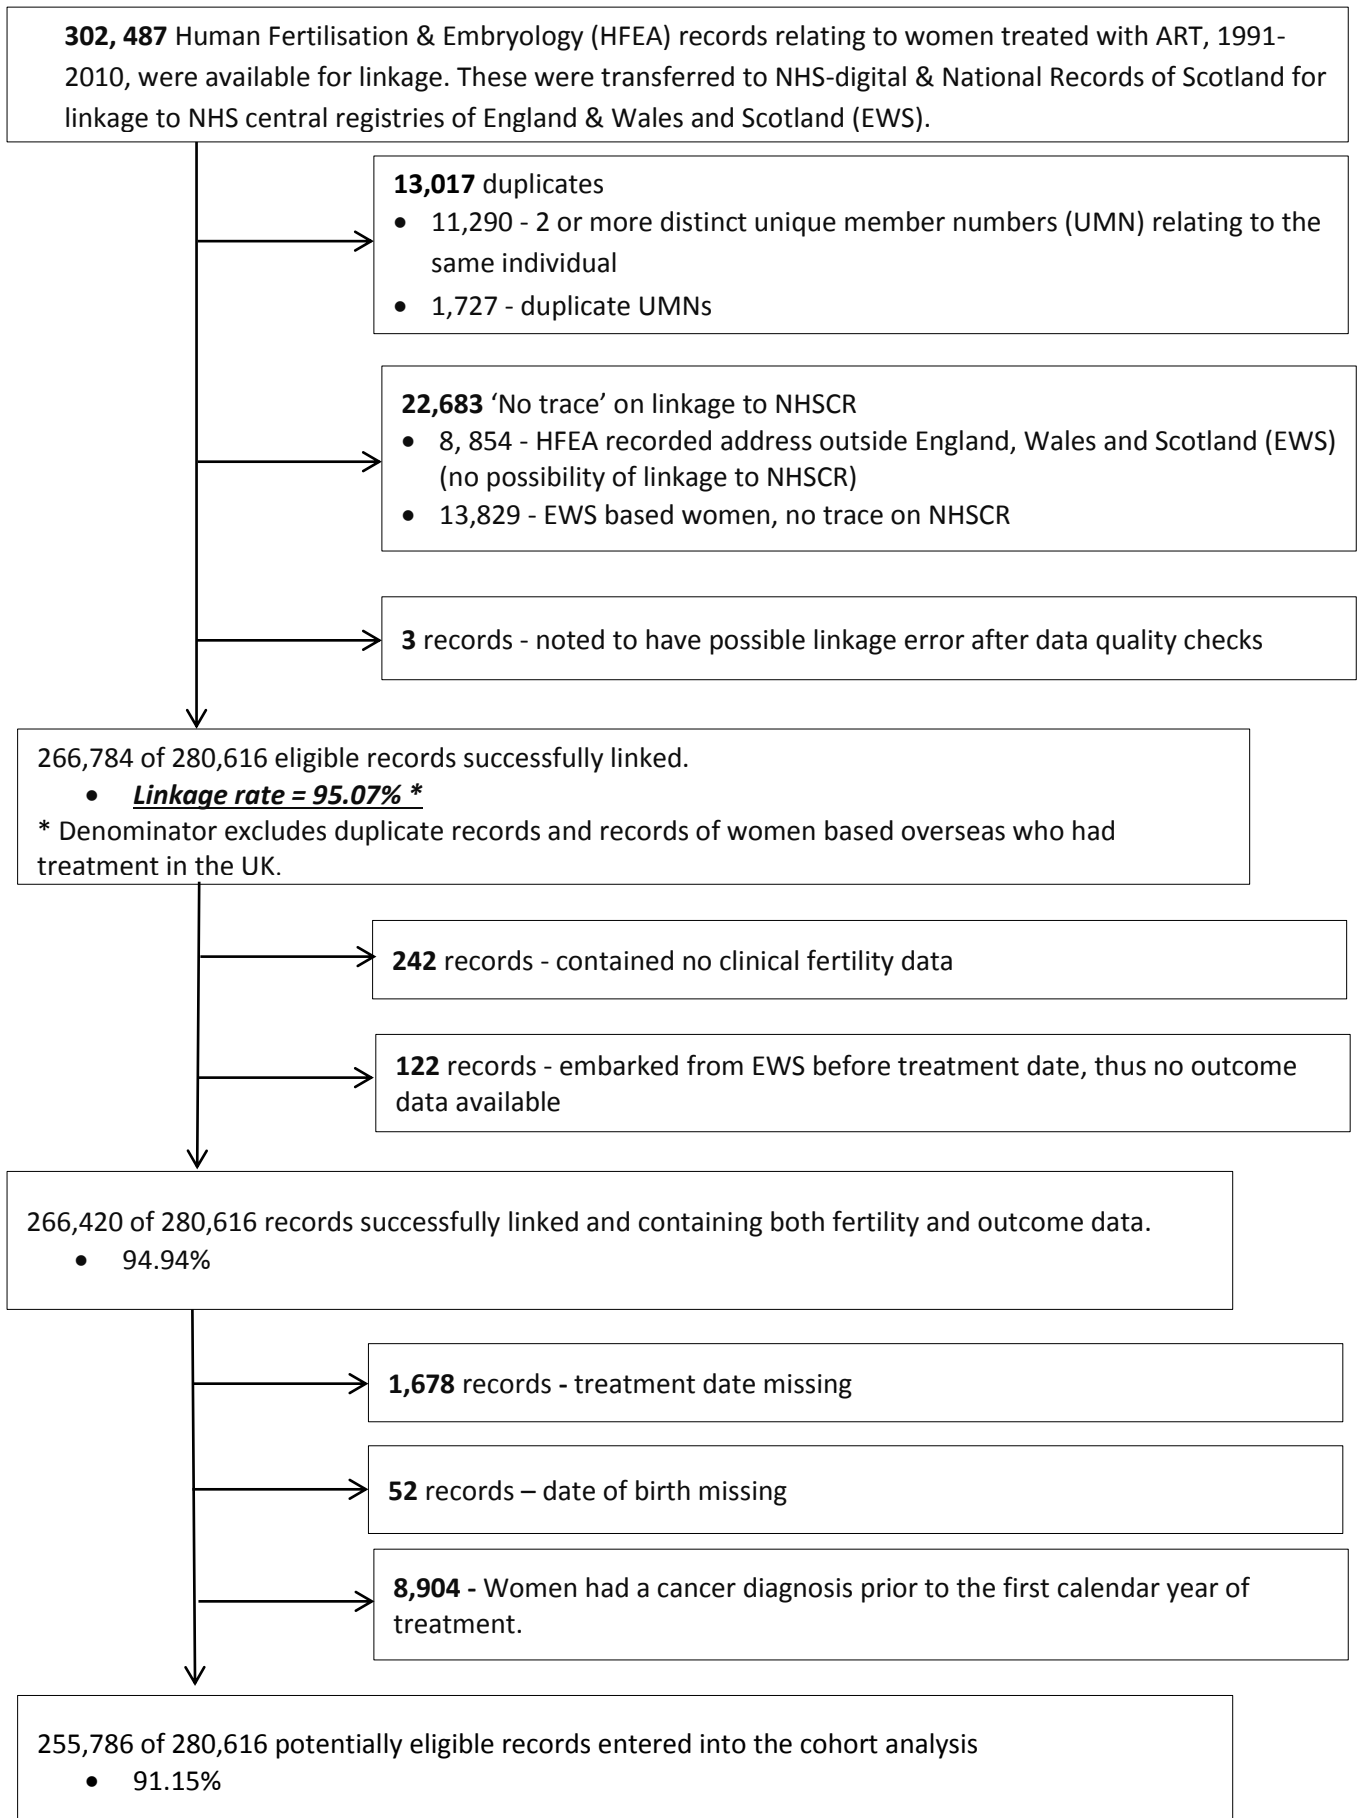 302, 487 Human Fertilisation & Embryology (HFEA) records relating to women treated with ART, 1991-
2010, were available for linkage. These were transferred to NHS-digital & National Records of Scotland for
linkage to NHS central registries of England & Wales and Scotland (EWS).
13,017 duplicates
• 11,290 - 2 or more distinct unique member numbers (UMN) relating to the
same individual
• 1,727 - duplicate UMNs
22,683 ‘No trace’ on linkage to NHSCR
• 8, 854 - HFEA recorded address outside England, Wales and Scotland (EWS)
(no possibility of linkage to NHSCR)
• 13,829 - EWS based women, no trace on NHSCR
3 records - noted to have possible linkage error after data quality checks
266,784 of 280,616 eligible records successfully linked.
• Linkage rate = 95.07% *
* Denominator excludes duplicate records and records of women based overseas who had
treatment in the UK.
242 records - contained no clinical fertility data
122 records - embarked from EWS before treatment date, thus no outcome
data available
266,420 of 280,616 records successfully linked and containing both fertility and outcome data.
• 94.94%
1,678 records - treatment date missing
52 records – date of birth missing
8,904 - Women had a cancer diagnosis prior to the first calendar year of
treatment.
255,786 of 280,616 potentially eligible records entered into the cohort analysis
• 91.15%